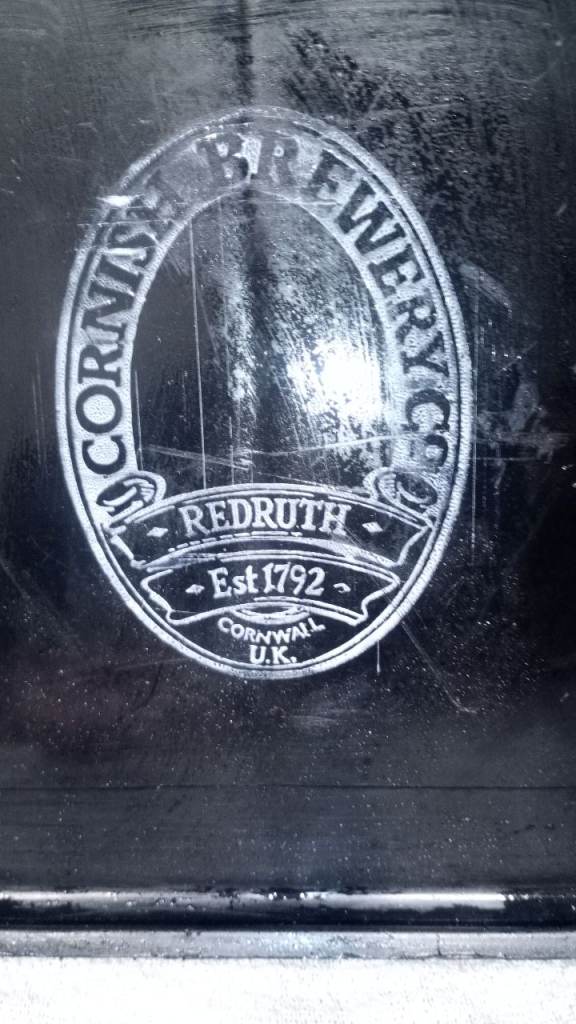 CORNISH BREWERY Co
REDRUTH
Est 1792
CORNWALL
U.K.